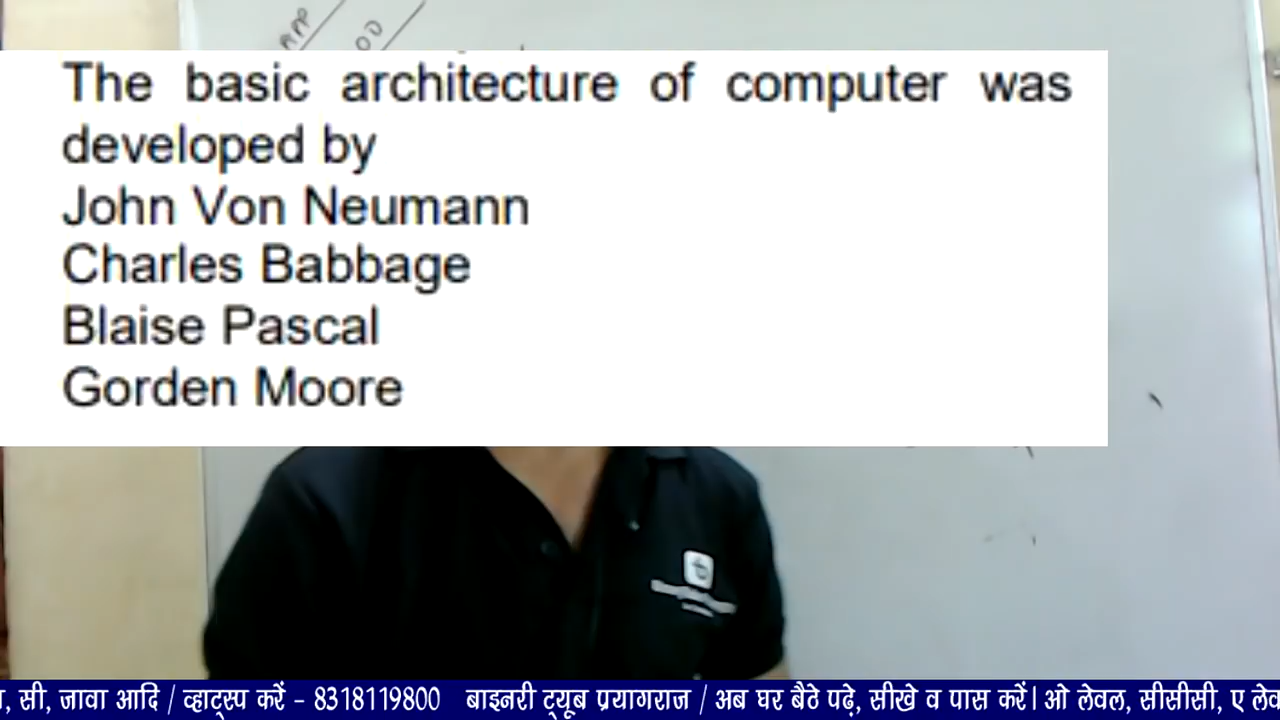 The basic architecture of computer was
developed by
John Von Neumann
Charles Babbage
Blaise Pascal
Gorden Moore
सी, जावा आदि / व्हाट्स्प करें - 8318119800 बाइनरी ट्यूब प्रयागराज / अब घर बैठे पढ़े, सीखे व पास करें। ओ लेवल, सीसीसी, ए